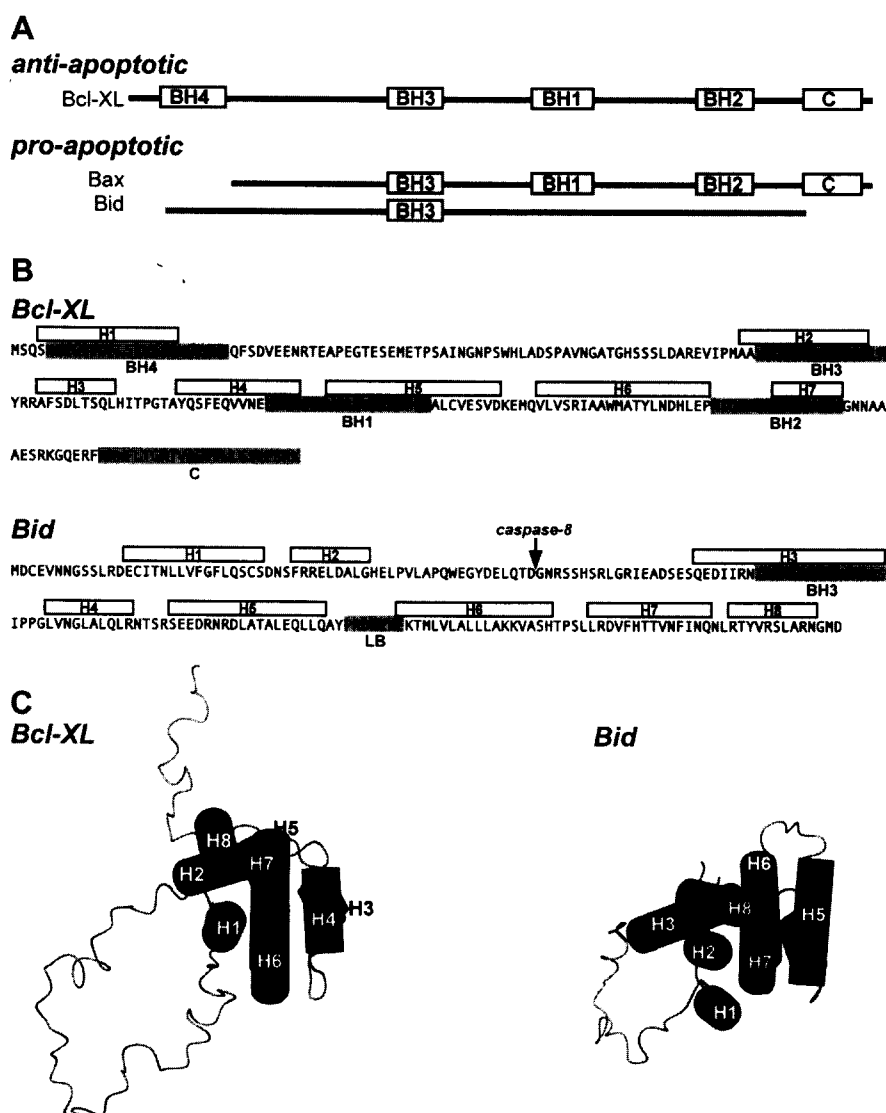 A
anti-apoptotic
Bcl-XL BH4 BH3 BH1 BH2 C
pro-apoptotic
Bax BH3 BH1 BH2 C
Bid BH3
B
Bcl-XL
H1 H2
MSQS QFSDVEENRTEAPEGTESEMETPSAINGNPSWHLADSPAVNGATGHSSSLDAREVIPMAA
BH4 BH3
H3 H4 H5 H6 H7
YRRAFSDLTSQLHITPGTAYQSFEQVVNE ALCVESVDKEMQVLVSRIAAWMATYLNDHLEP GNNAA
BH1 BH2
AESRKGQERF
C
Bid
caspase-8
H1 H2 H3
MDCEVNNGSSLRDECITNLLVFGFLQSCSDNSFRRELDALGHELPVLAPQWEGYDELQTDGNRSSHSRLGRIEADSESQEDIIRN
BH3
H4 H5 H6 H7 H8
IPPGLVNGLALQLRNTSRSEEDRNRDLATALEQLLQAY KTMLVLALLLAKKVASHTPSLLRDVFHTTVNFINQNLRTYVRSLARNGMD
LB
C
Bcl-XL Bid
H5
H8
H7
H2
H1
H4
H3
H6
H6
H3
H8
H5
H2
H7
H1